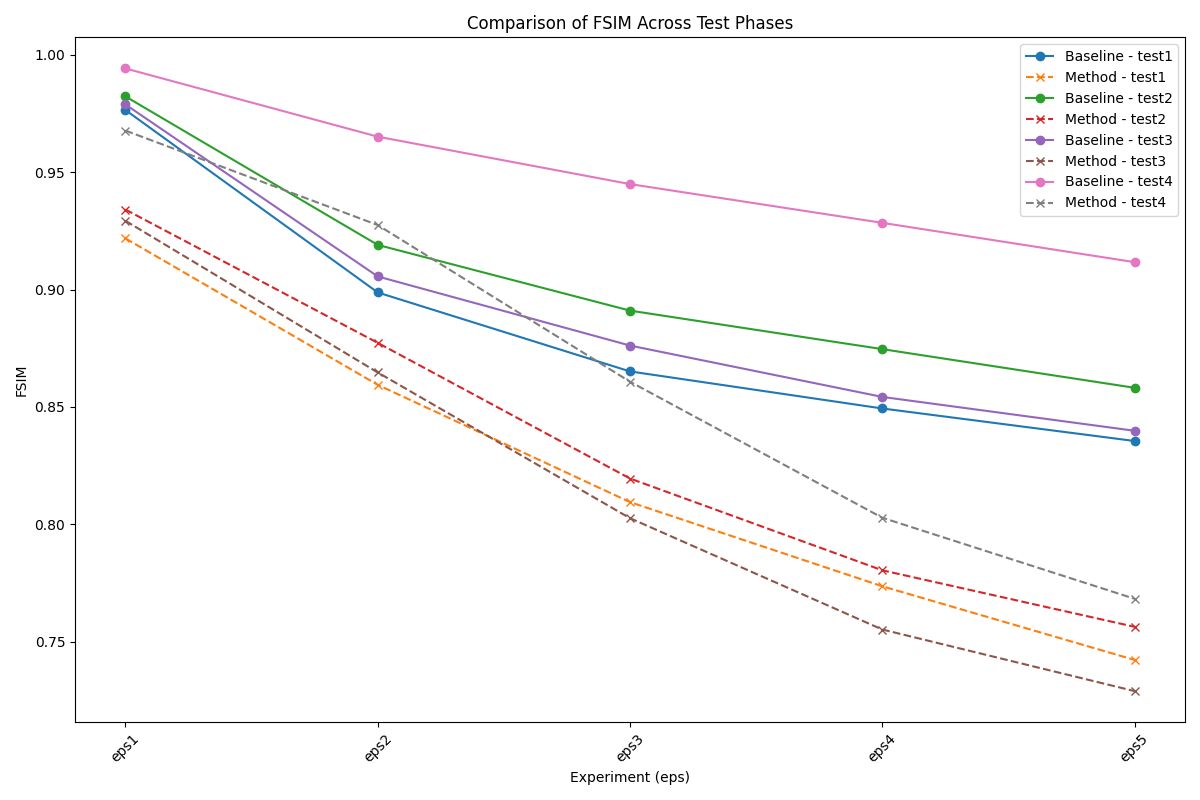 Comparison of FSIM Across Test Phases
1.00
0.95
0.90
0.85
0.80
0.75
FSIM
Baseline - test1
Method - test1
Baseline - test2
Method - test2
Baseline - test3
Method - test3
Baseline - test4
Method - test4
eps1
eps2
eps3
eps4
eps5
Experiment (eps)